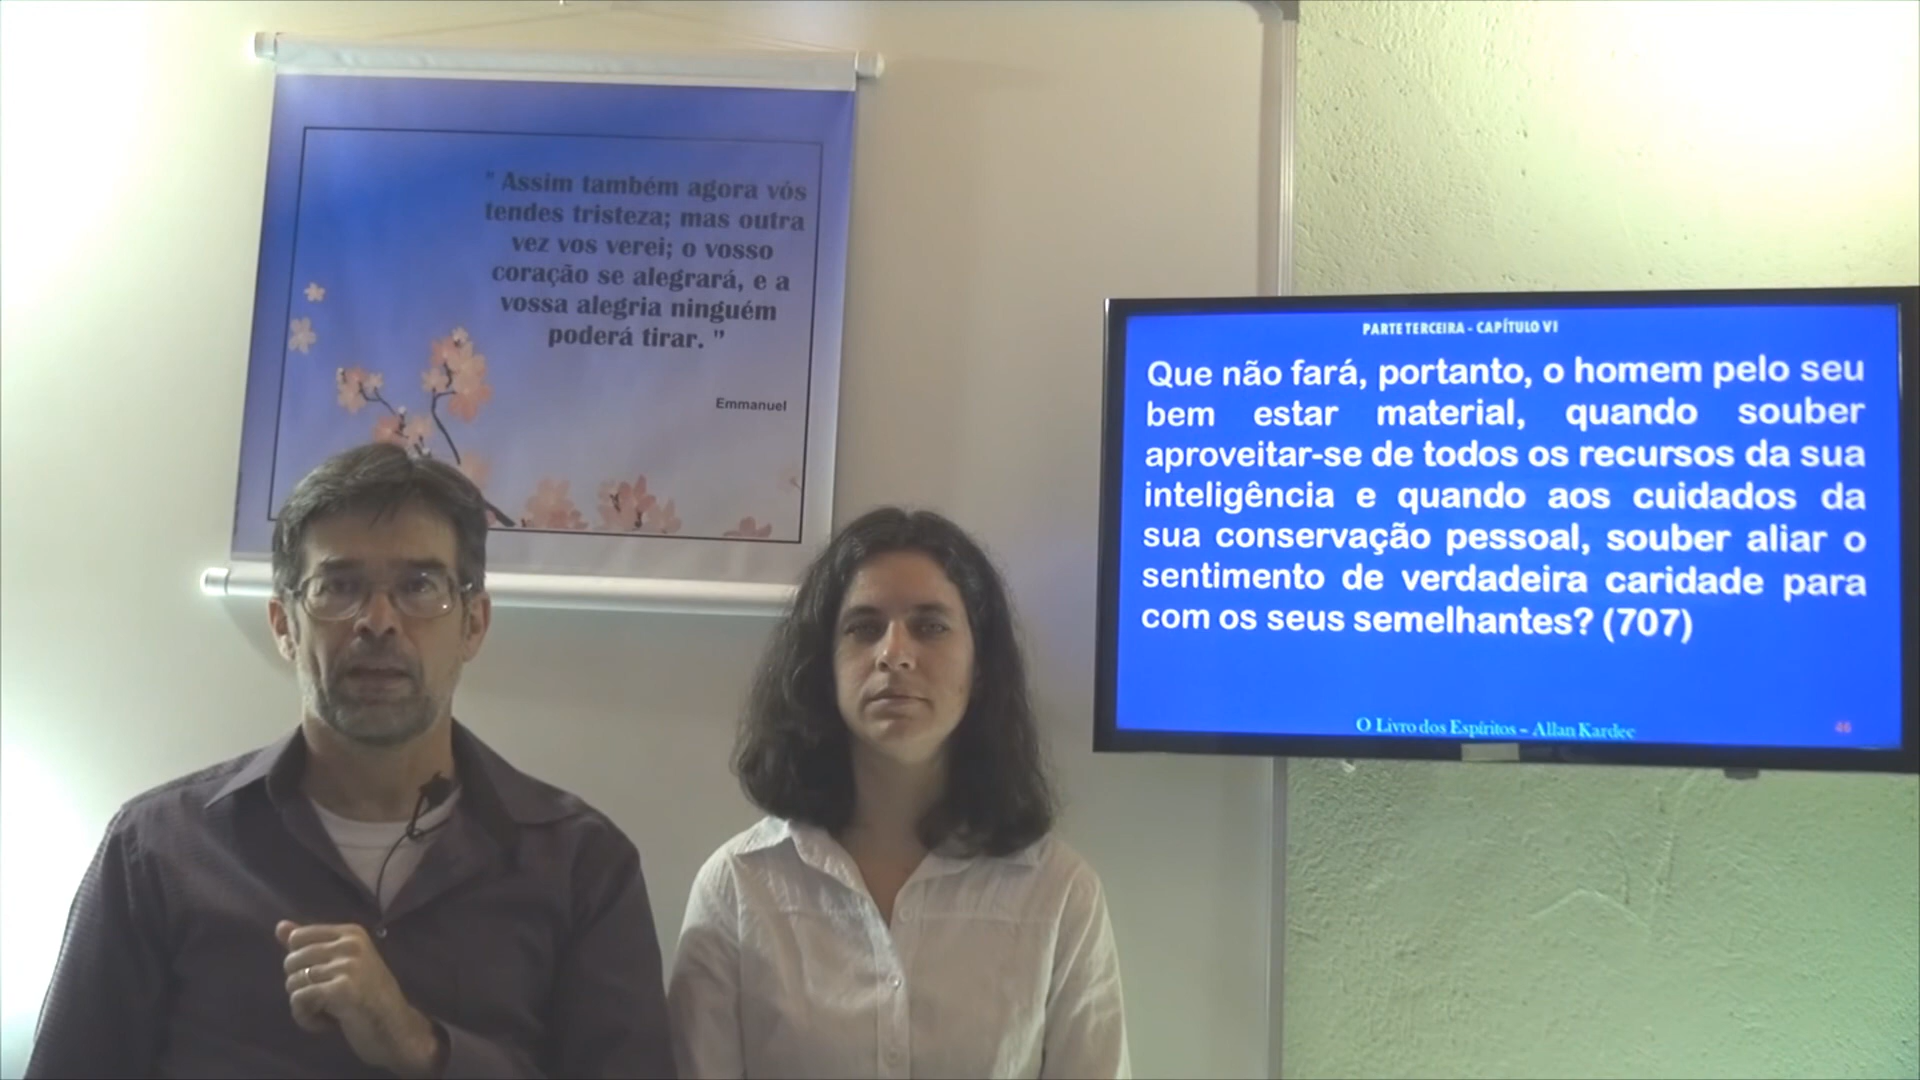 " Assim também agora vós
tendes tristeza; mas outra
vez vos verei; o vosso
coração se alegrará, e a
vossa alegria ninguém
poderá tirar. "
Emmanuel
PARTE TERCEIRA - CAPÍTULO VI
Que não fará, portanto, o homem pelo seu
bem estar material, quando souber
aproveitar-se de todos os recursos da sua
inteligência e quando aos cuidados da
sua conservação pessoal, souber aliar o
sentimento de verdadeira caridade para
com os seus semelhantes? (707)
O Livro dos Espíritos – Allan Kardec
46